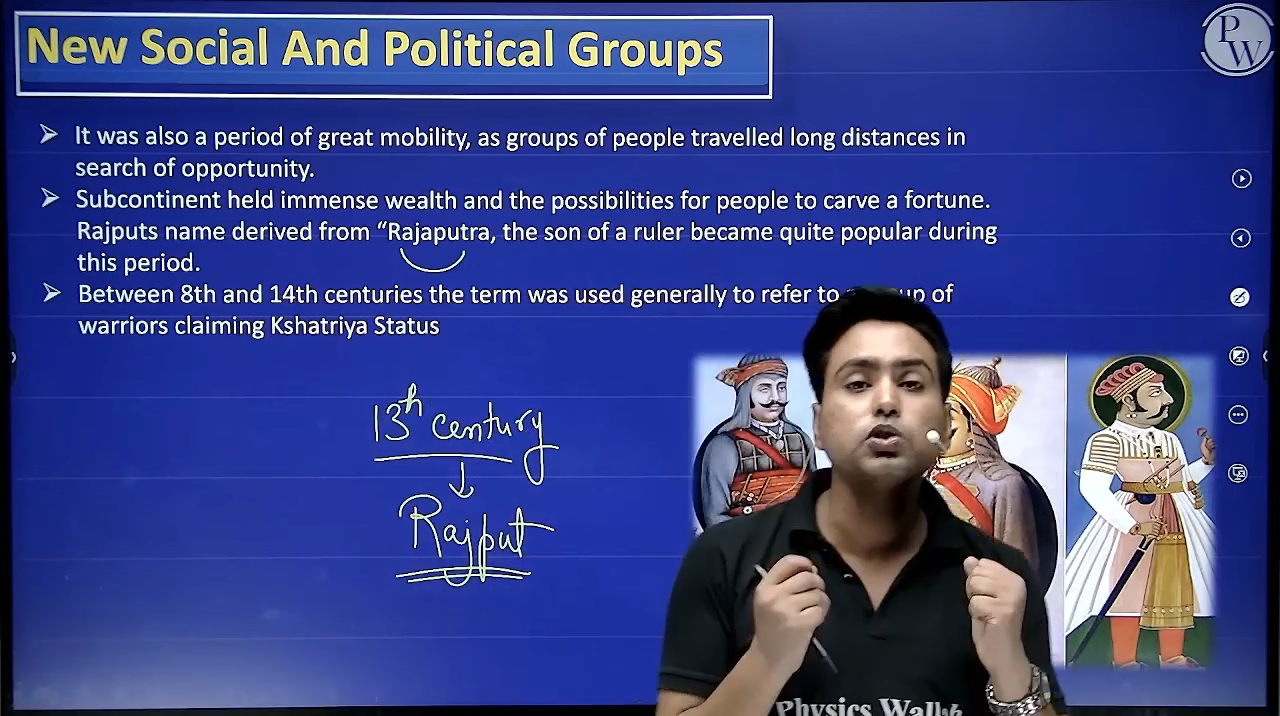 New Social And Political Groups
PW
➢ It was also a period of great mobility, as groups of people travelled long distances in
search of opportunity.
➢ Subcontinent held immense wealth and the possibilities for people to carve a fortune.
Rajputs name derived from “Rajaputra, the son of a ruler became quite popular during
this period.
➢ Between 8th and 14th centuries the term was used generally to refer to of
warriors claiming Kshatriya Status
13th century
↓
Rajput
Physics Wallah